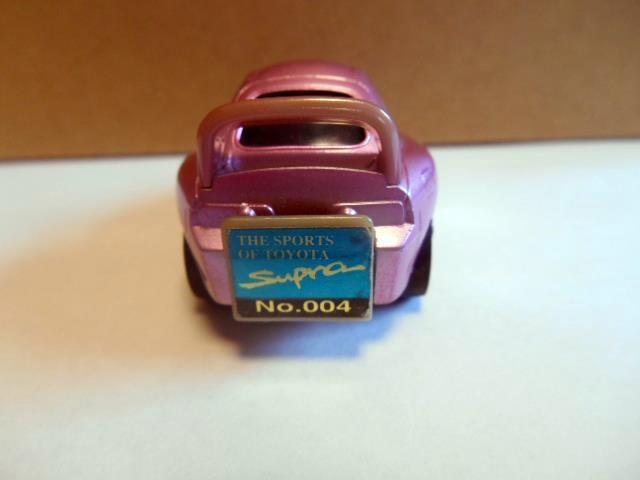 THE SPORTS
OF TOYOTA
Supra
No.004